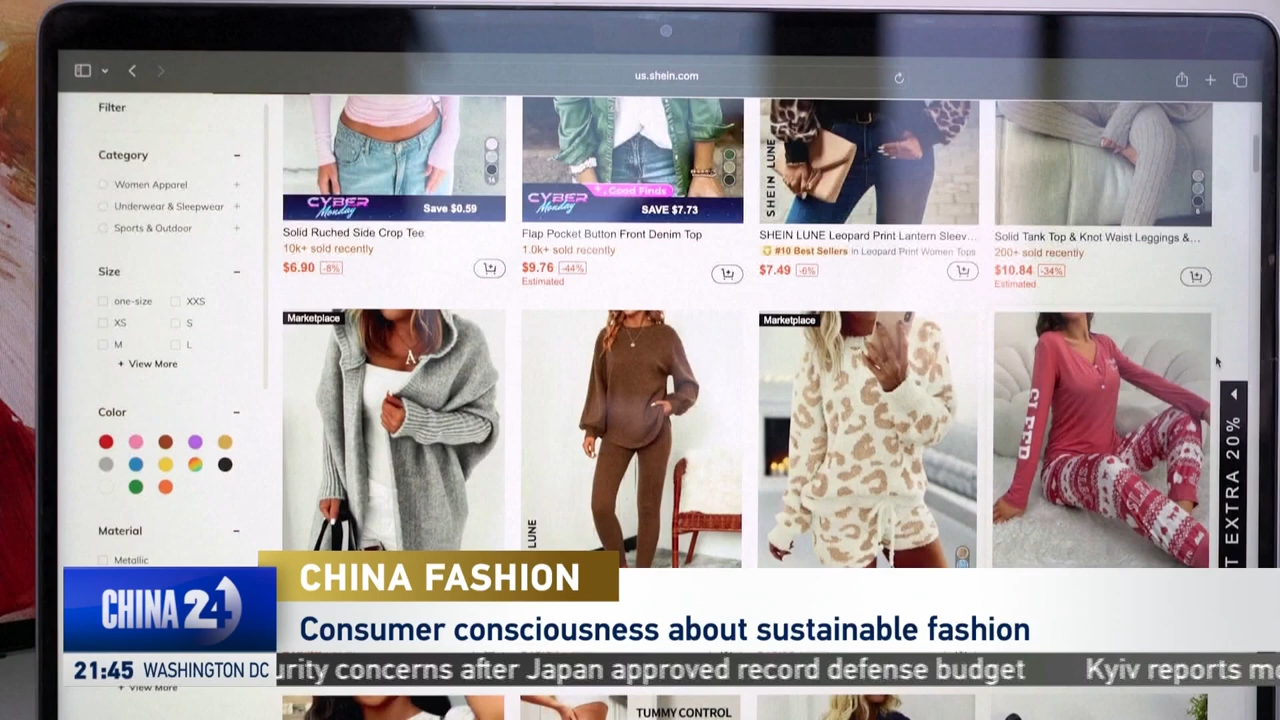 us.shein.com
Filter
Category
Women Apparel
Underwear & Sleepwear
Sports & Outdoor
Size
one-size
XXS
XS
S
M
L
+ View More
Color
Material
Metallic
+ View More
SHEIN LUNE
CYBER Monday
Save $0.59
CYBER Monday
Good Finds
SAVE $7.73
Solid Ruched Side Crop Tee
10k+ sold recently
$6.90 -8%
Flap Pocket Button Front Denim Top
1.0k+ sold recently
$9.76 -44%
Estimated
SHEIN LUNE Leopard Print Lantern Sleev...
#10 Best Sellers in Leopard Print Women Tops
$7.49 -6%
Solid Tank Top & Knot Waist Leggings &...
200+ sold recently
$10.84 -34%
Estimated
Marketplace
A
LUNE
Marketplace
SLEEP
T EXTRA 20%
TUMMY CONTROL
CHINA FASHION
Consumer consciousness about sustainable fashion
CHINA 24
21:45 WASHINGTON DC
urity concerns after Japan approved record defense budget
Kyiv reports mo